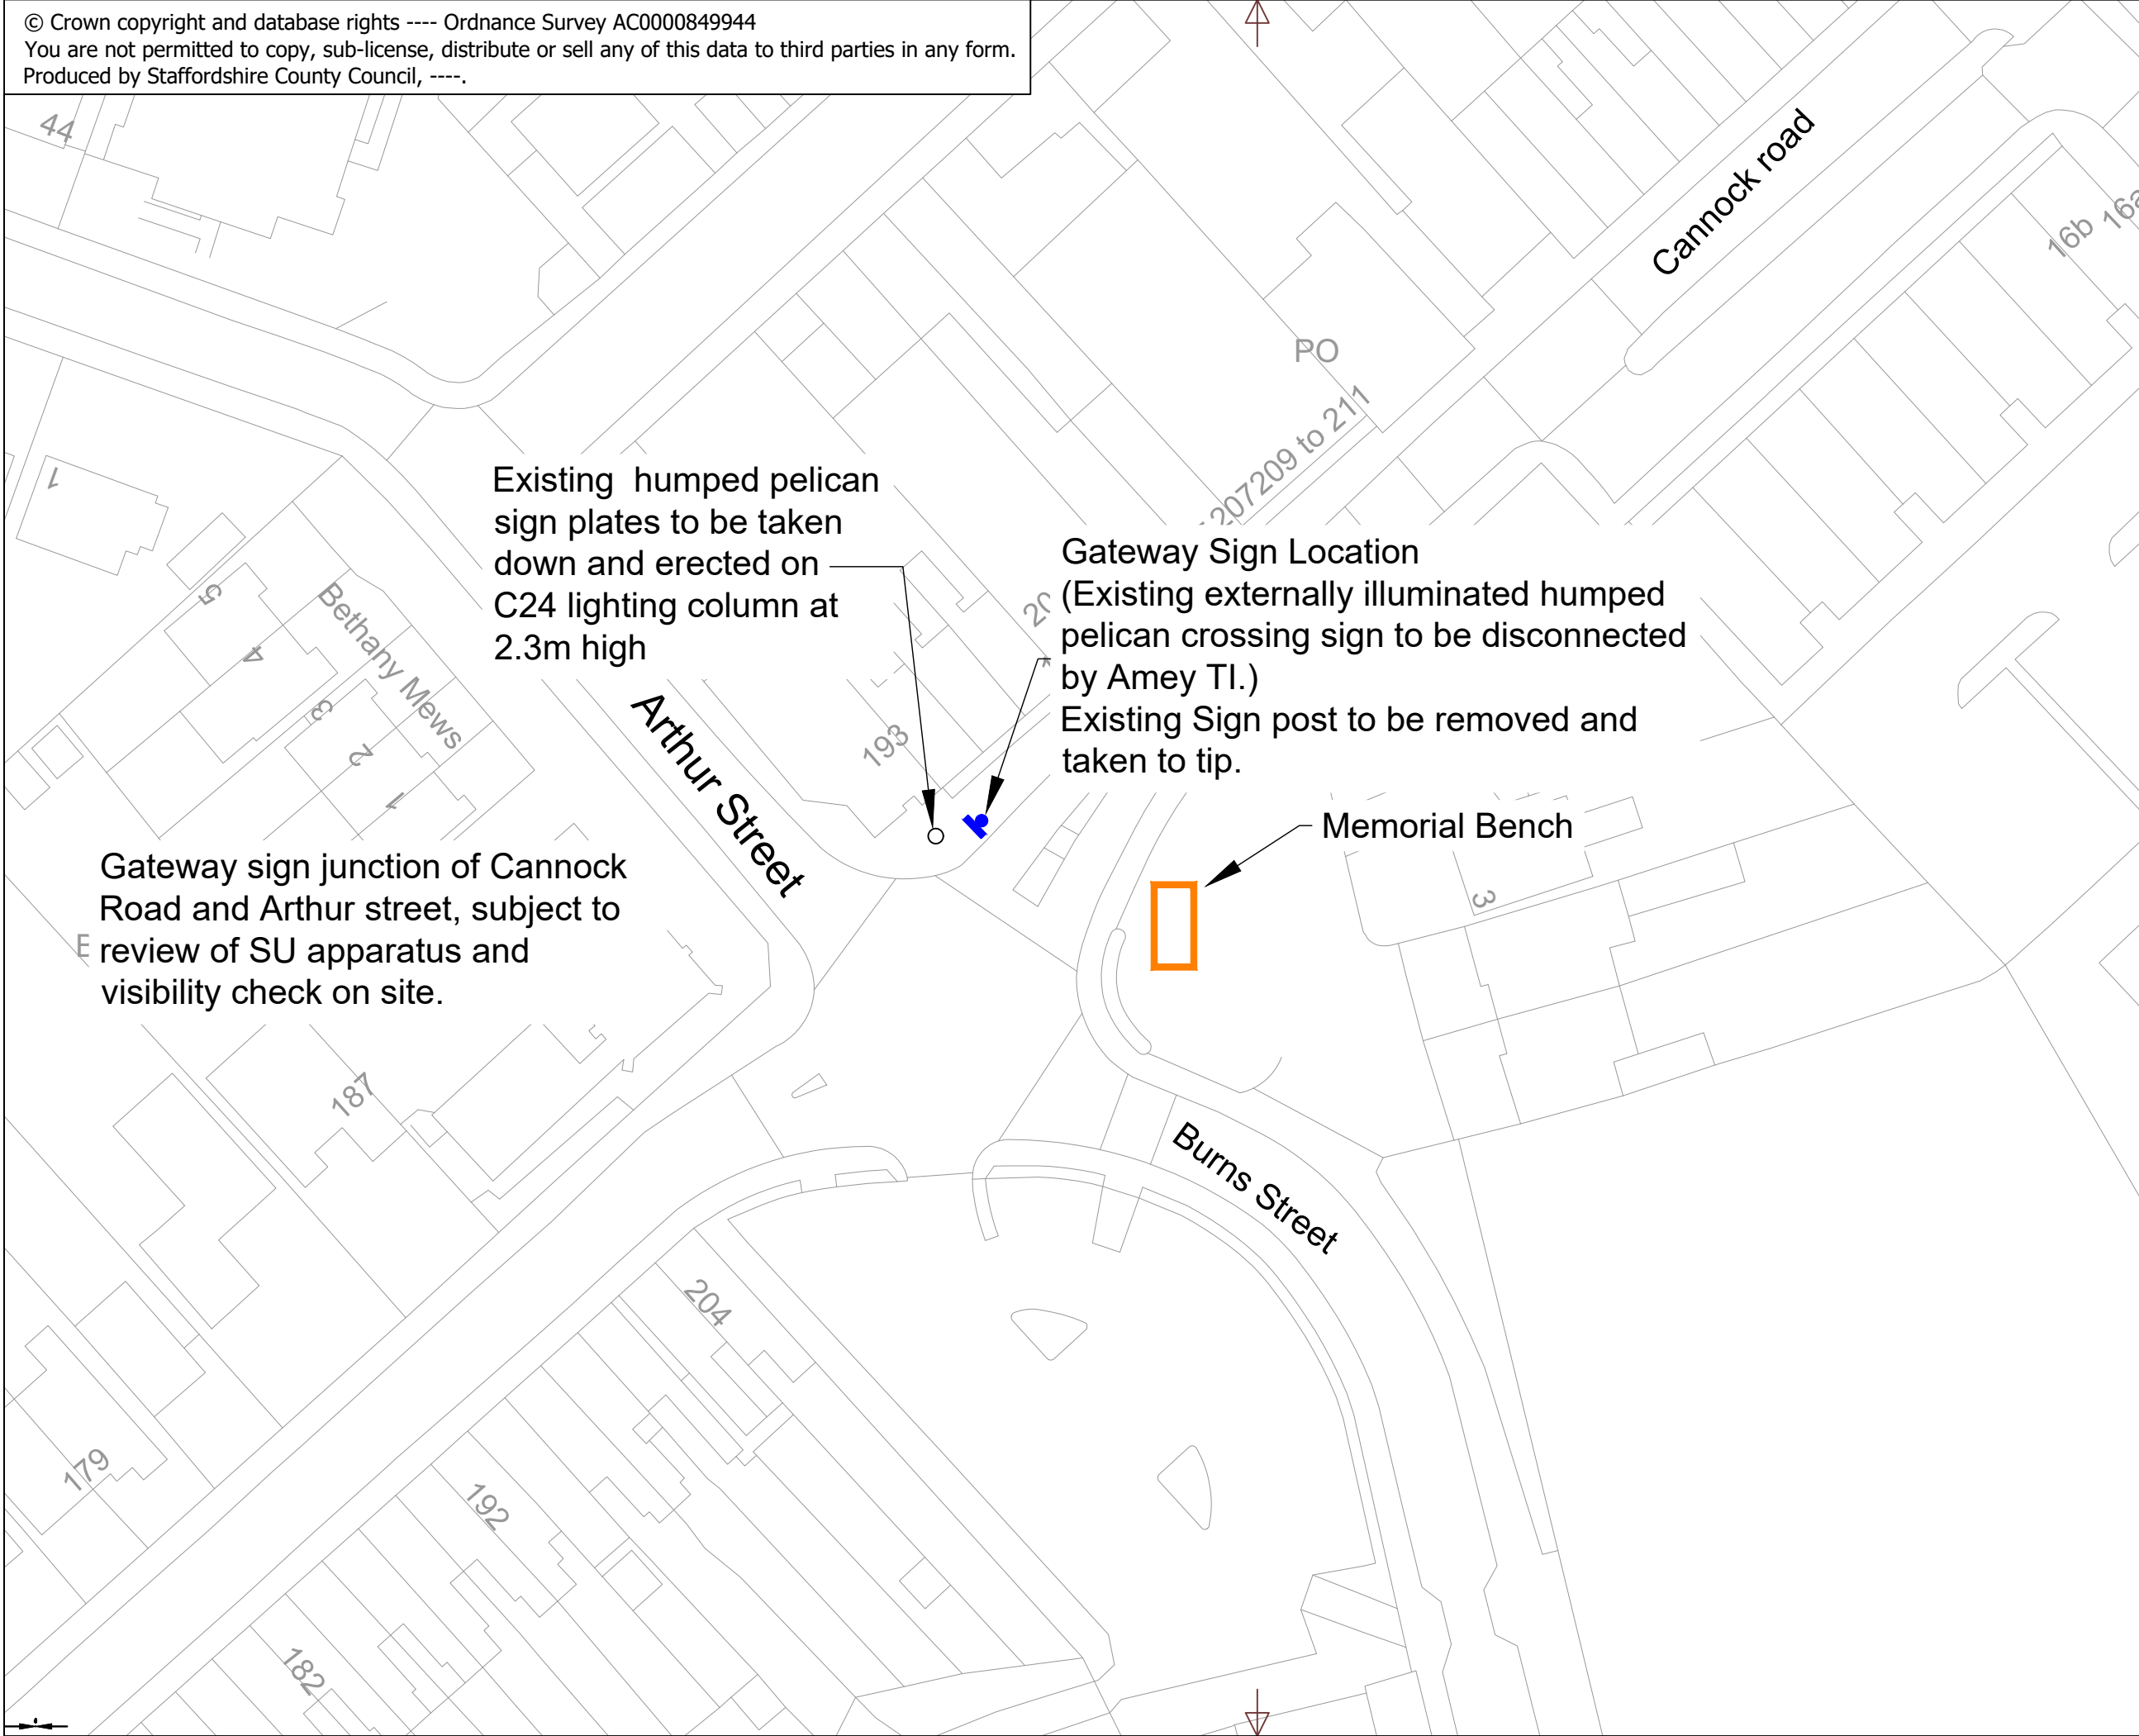 © Crown copyright and database rights ---- Ordnance Survey AC0000849944
You are not permitted to copy, sub-license, distribute or sell any of this data to third parties in any form.
Produced by Staffordshire County Council, ----.
44
Cannock road
16b
PO
207209 to 211
1
Existing humped pelican
sign plates to be taken
down and erected on
C24 lighting column at
2.3m high
Gateway Sign Location
(Existing externally illuminated humped
pelican crossing sign to be disconnected
by Amey TI.)
Existing Sign post to be removed and
taken to tip.
5
4
3
2
1
Bethany Mews
Arthur Street
193
Memorial Bench
3
Gateway sign junction of Cannock
Road and Arthur street, subject to
review of SU apparatus and
visibility check on site.
187
Burns Street
204
179
192
182